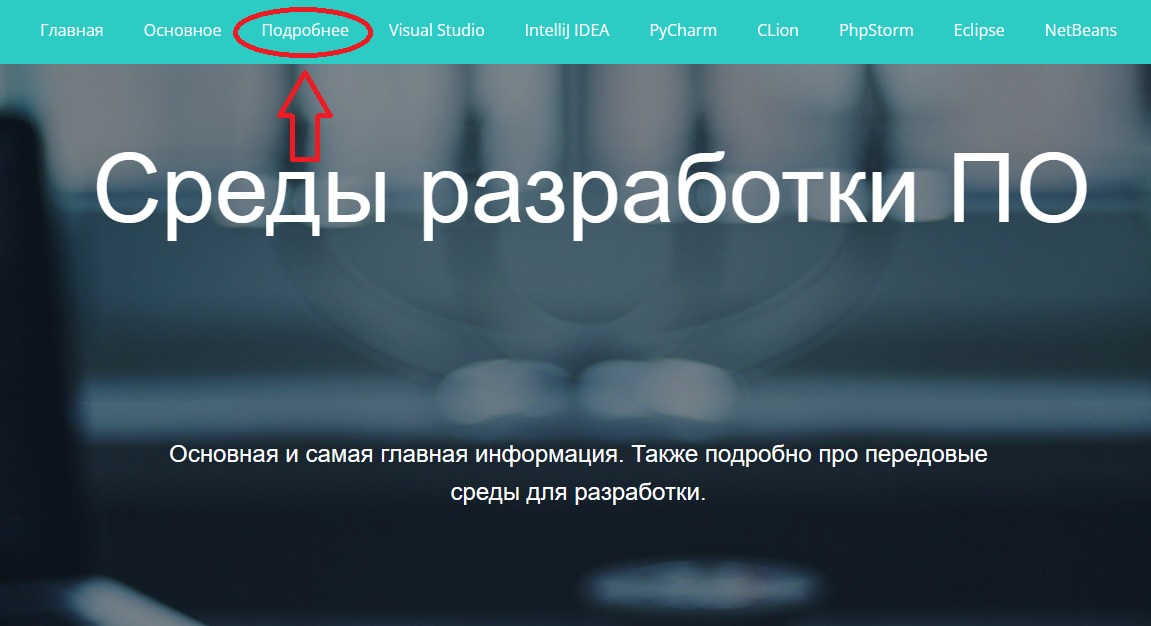 Главная Основное Подробнее Visual Studio IntelliJ IDEA PyCharm CLion PhpStorm Eclipse NetBeans
Среды разработки ПО
Основная и самая главная информация. Также подробно про передовые
среды для разработки.